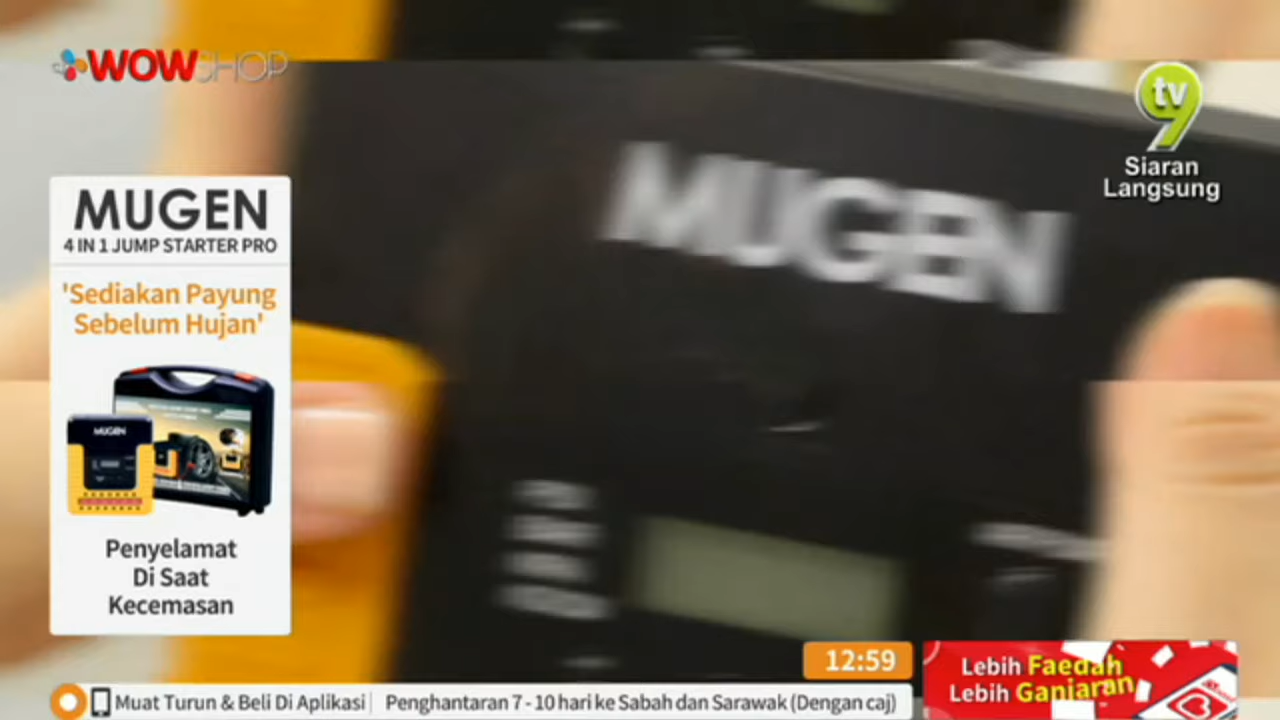 WOWSHOP
tv9
Siaran
Langsung
MUGEN
MUGEN
4 IN 1 JUMP STARTER PRO
'Sediakan Payung
Sebelum Hujan'
MUGEN
Penyelamat
Di Saat
Kecemasan
12:59
Lebih Faedah
Lebih Ganjaran
Muat Turun & Beli Di Aplikasi
Penghantaran 7 - 10 hari ke Sabah dan Sarawak (Dengan caj)